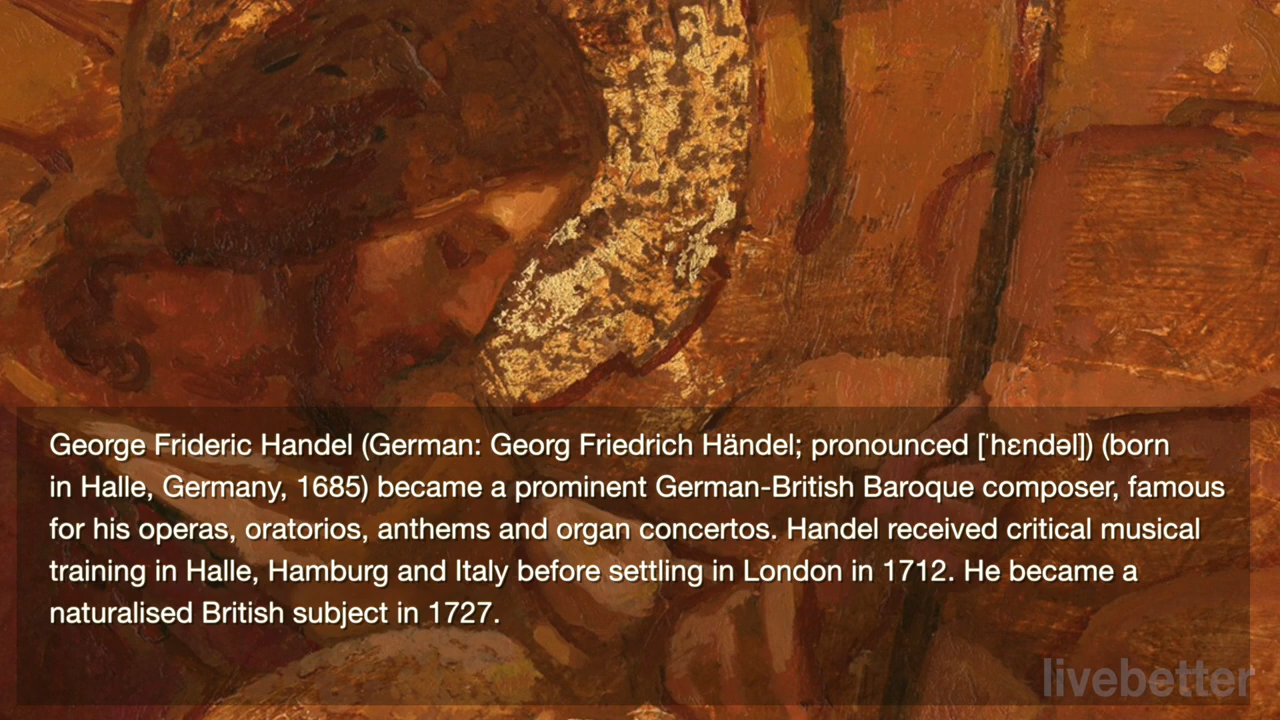 George Frideric Handel (German: Georg Friedrich Händel; pronounced [ˈhɛndəl]) (born
in Halle, Germany, 1685) became a prominent German-British Baroque composer, famous
for his operas, oratorios, anthems and organ concertos. Handel received critical musical
training in Halle, Hamburg and Italy before settling in London in 1712. He became a
naturalised British subject in 1727.
livebetter